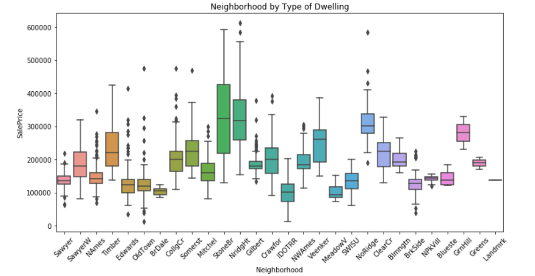 Neighborhood by Type of Dwelling
600000
500000
400000
300000
200000
100000
0
SalePrice
Sawyer
SawyerW
NAmes
Timber
Edwards
OldTown
BrDale
CollgCr
Somerst
Mitchel
StoneBr
NridgHt
Gilbert
Crawfor
IDOTRR
NWAmes
Veenker
MeadowV
SWISU
NoRidge
ClearCr
Blmngtn
BrkSide
NPkVill
Blueste
GrnHill
Greens
Landmrk
Neighborhood